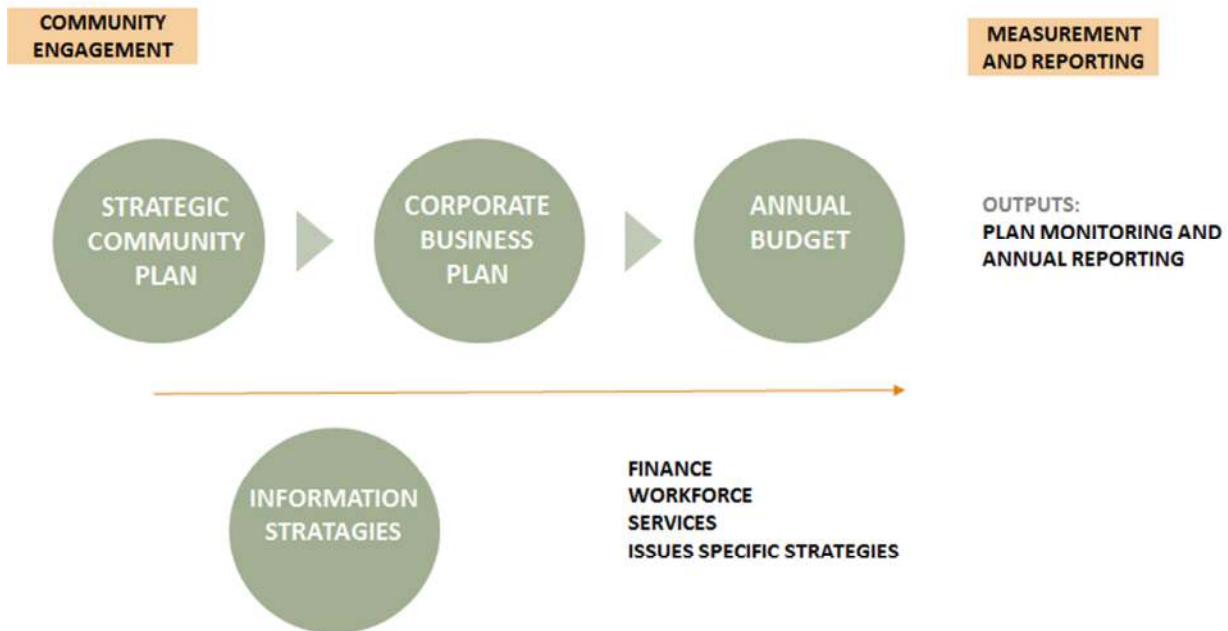 COMMUNITY
ENGAGEMENT
MEASUREMENT
AND REPORTING
STRATEGIC
COMMUNITY
PLAN
CORPORATE
BUSINESS
PLAN
ANNUAL
BUDGET
OUTPUTS:
PLAN MONITORING AND
ANNUAL REPORTING
INFORMATION
STRATAGIES
FINANCE
WORKFORCE
SERVICES
ISSUES SPECIFIC STRATEGIES